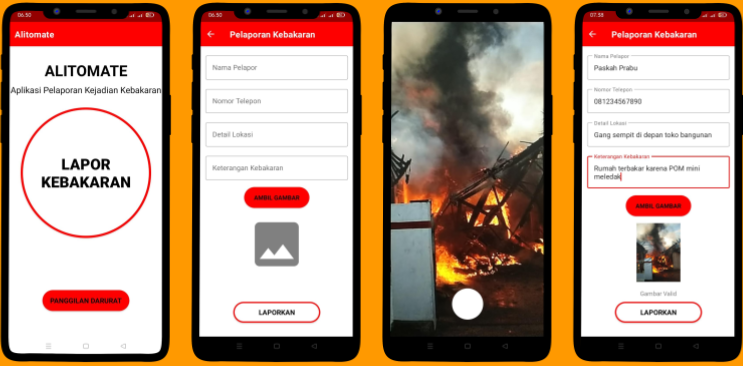 06.50
Alitomate
ALITOMATE
Aplikasi Pelaporan Kejadian Kebakaran
LAPOR
KEBAKARAN
PANGGILAN DARURAT
06.50
Pelaporan Kebakaran
Nama Pelapor
Nomor Telepon
Detail Lokasi
Keterangan Kebakaran
AMBIL GAMBAR
LAPORKAN
07.38
Pelaporan Kebakaran
Nama Pelapor
Paskah Prabu
Nomor Telepon
081234567890
Detail Lokasi
Gang sempit di depan toko bangunan
Keterangan Kebakaran
Rumah terbakar karena POM mini
meledak
AMBIL GAMBAR
Gambar Valid
LAPORKAN